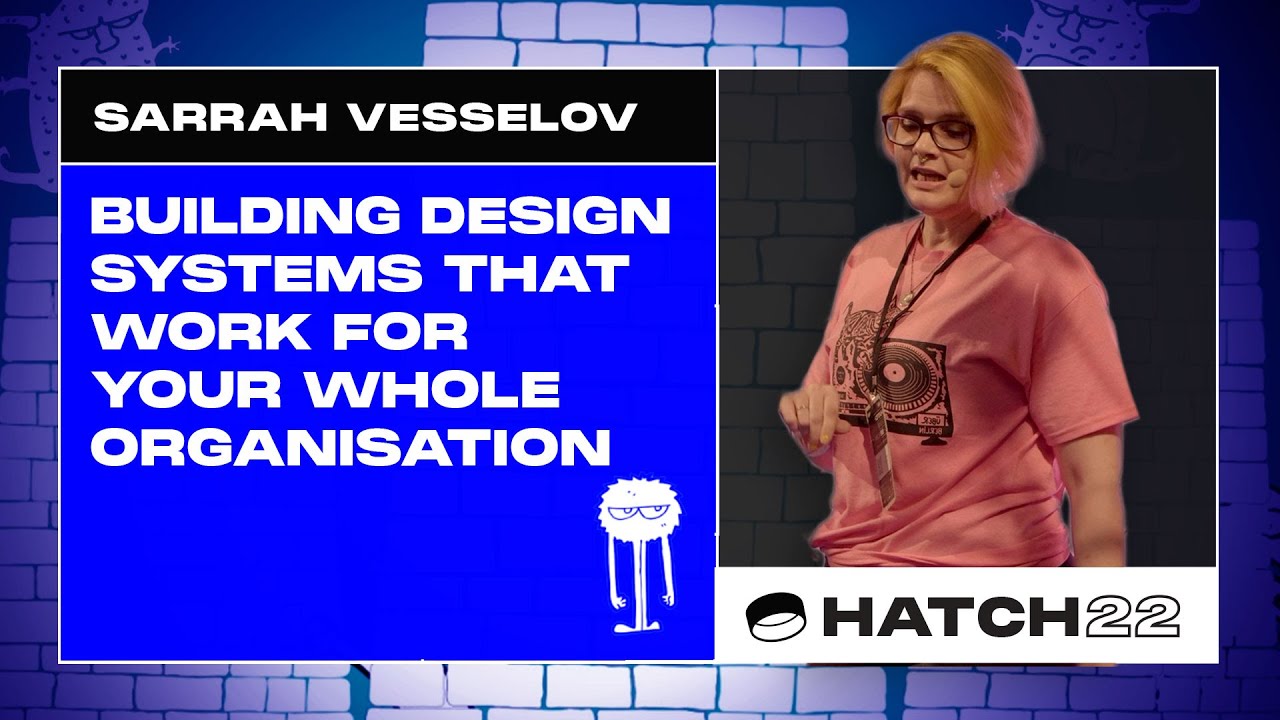 SARRAH VESSELOV
BUILDING DESIGN
SYSTEMS THAT
WORK FOR
YOUR WHOLE
ORGANISATION
HATCH22